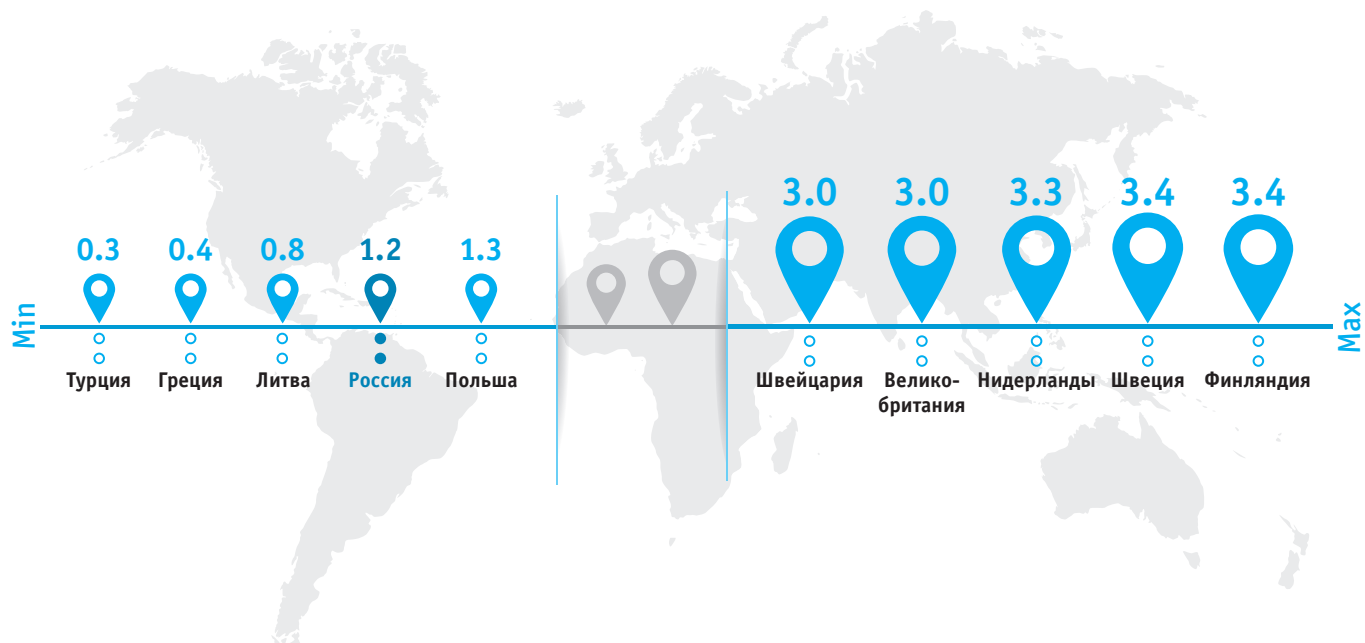 3.0 3.0 3.3 3.4 3.4
0.3 0.4 0.8 1.2 1.3
Min
Max
Турция Греция Литва Россия Польша
Швейцария Велико- Нидерланды Швеция Финляндия
британия